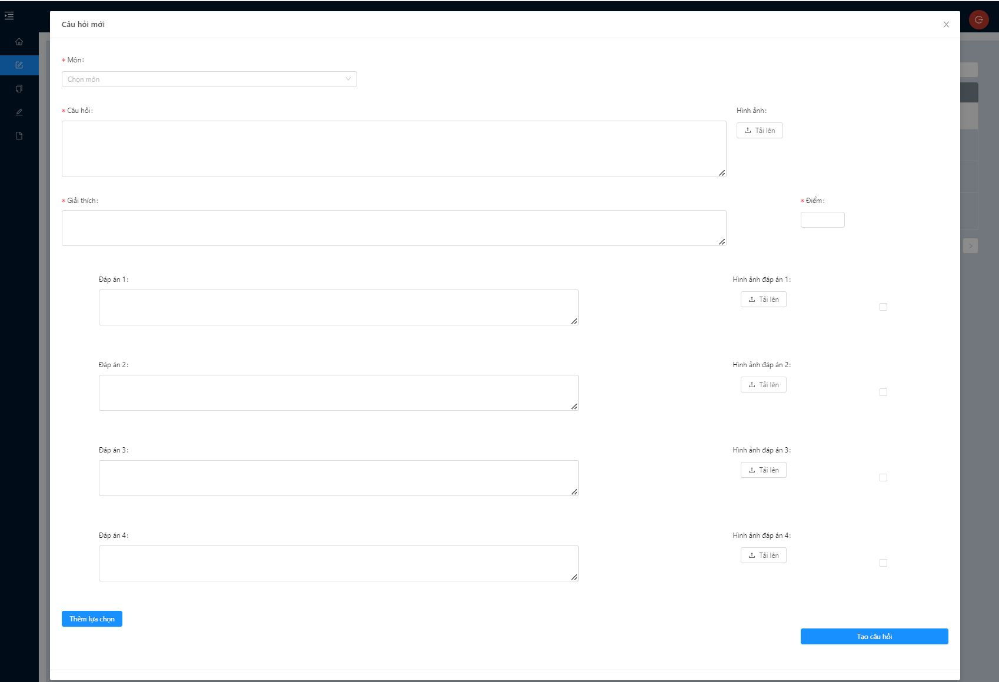 Câu hỏi mới
* Môn:
Chọn môn
* Câu hỏi:
Hình ảnh:
Tải lên
* Giải thích:
* Điểm:
Đáp án 1:
Hình ảnh đáp án 1:
Tải lên
Đáp án 2:
Hình ảnh đáp án 2:
Tải lên
Đáp án 3:
Hình ảnh đáp án 3:
Tải lên
Đáp án 4:
Hình ảnh đáp án 4:
Tải lên
Thêm lựa chọn
Tạo câu hỏi